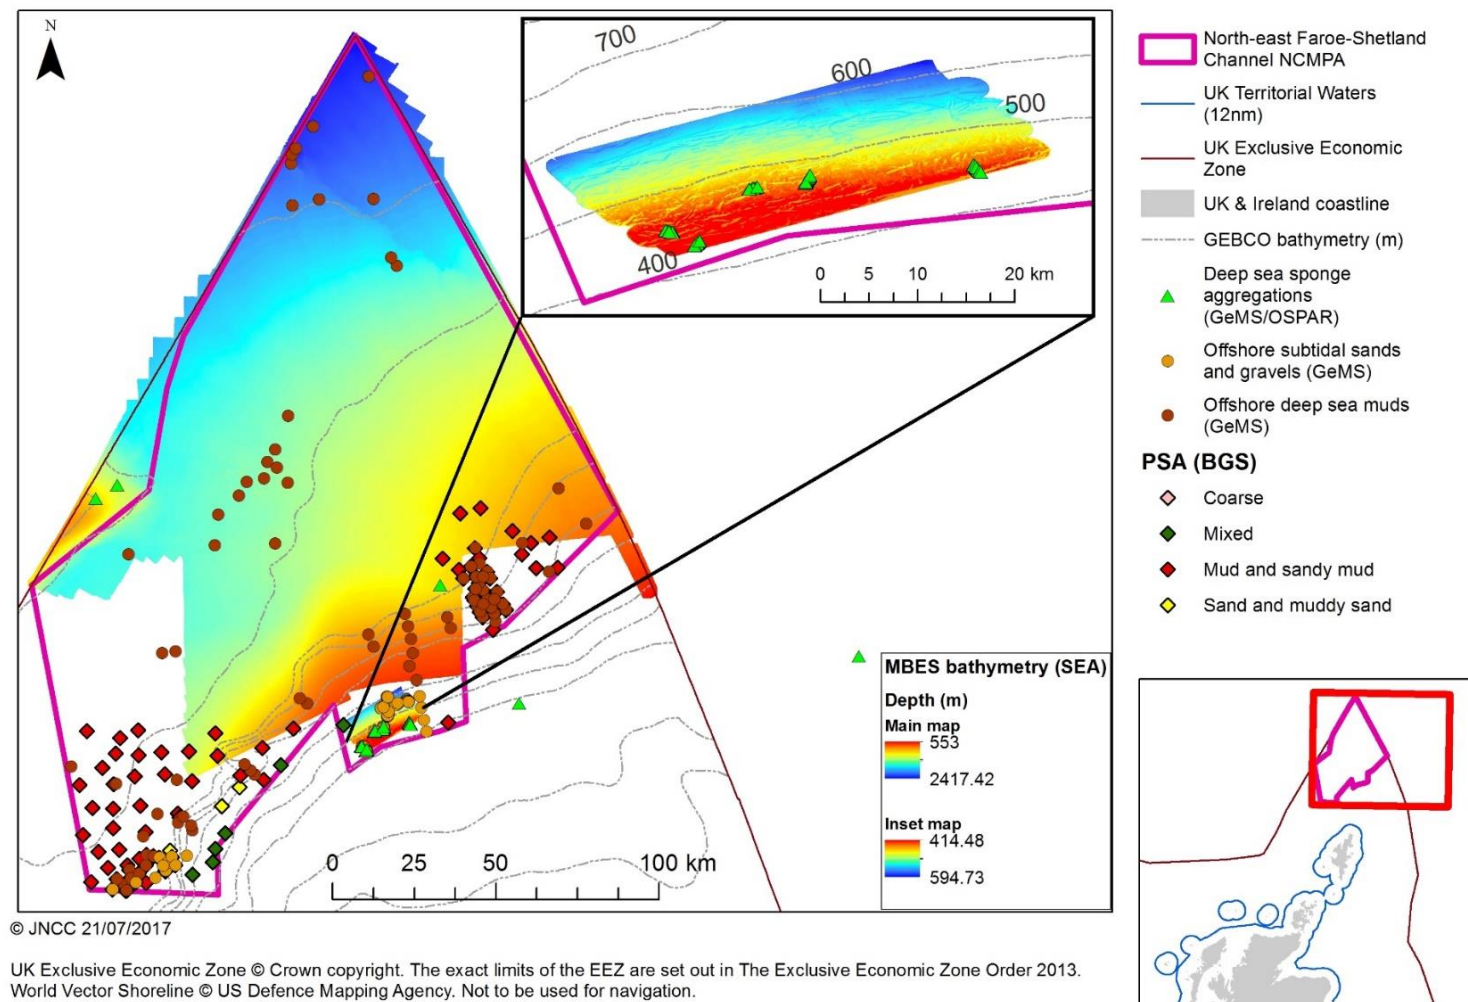 N
700
600
500
400
0 5 10 20 km
North-east Faroe-Shetland
Channel NCMPA
UK Territorial Waters
(12nm)
UK Exclusive Economic
Zone
UK & Ireland coastline
GEBCO bathymetry (m)
Deep sea sponge
aggregations
(GeMS/OSPAR)
Offshore subtidal sands
and gravels (GeMS)
Offshore deep sea muds
(GeMS)
PSA (BGS)
Coarse
Mixed
Mud and sandy mud
Sand and muddy sand
MBES bathymetry (SEA)
Depth (m)
Main map
553
2417.42
Inset map
414.48
594.73
0 25 50 100 km
© JNCC 21/07/2017
UK Exclusive Economic Zone © Crown copyright. The exact limits of the EEZ are set out in The Exclusive Economic Zone Order 2013.
World Vector Shoreline © US Defence Mapping Agency. Not to be used for navigation.